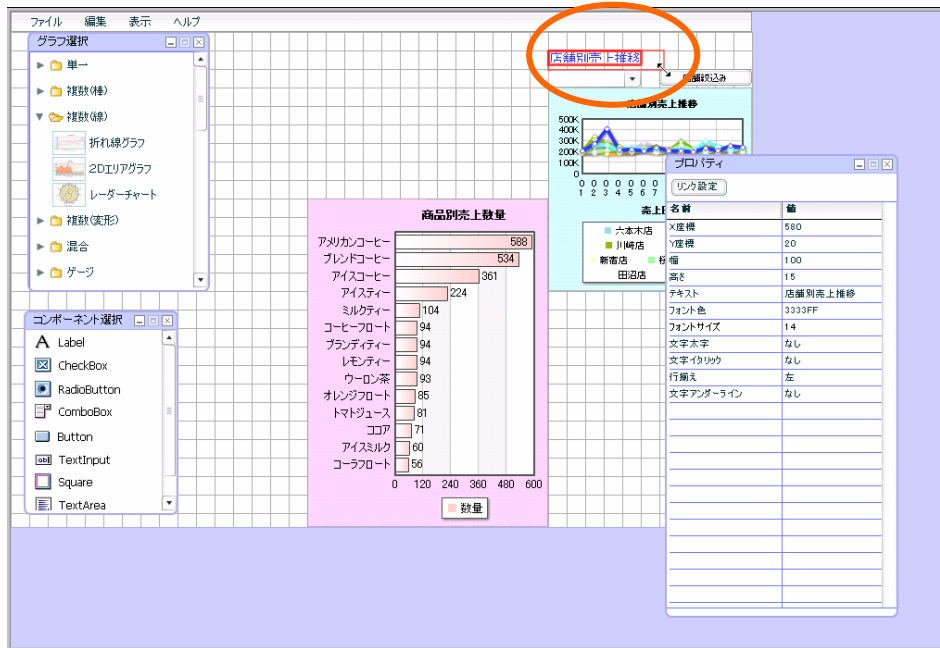 ファイル 編集 表示 ヘルプ
グラフ選択
単一
複数(棒)
複数(線)
折れ線グラフ
2Dエリアグラフ
レーダーチャート
複数(変形)
混合
ゲージ
コンポーネント選択
Label
CheckBox
RadioButton
ComboBox
Button
TextInput
Square
TextArea
商品別売上数量
アメリカンコーヒー 588
ブレンドコーヒー 534
アイスコーヒー 361
アイスティー 224
ミルクティー 104
コーヒーフロート 94
ブランディティー 94
レモンティー 94
ウーロン茶 93
オレンジフロート 85
トマトジュース 81
ココア 71
アイスミルク 60
コーラフロート 56
0 120 240 360 480 600
数量
店舗別売上推移
店舗絞込み
店舗別売上推移
500K
400K
300K
200K
100K
0
0 0 0 0 0 0 0
1 2 3 4 5 6 7
売上
六本木店
川崎店
新宿店
田沼店
プロパティ
リンク設定
名前 値
X座標 580
Y座標 20
幅 100
高さ 15
テキスト 店舗別売上推移
フォント色 3333FF
フォントサイズ 14
文字太字 なし
文字イタリック なし
行揃え 左
文字アンダーライン なし